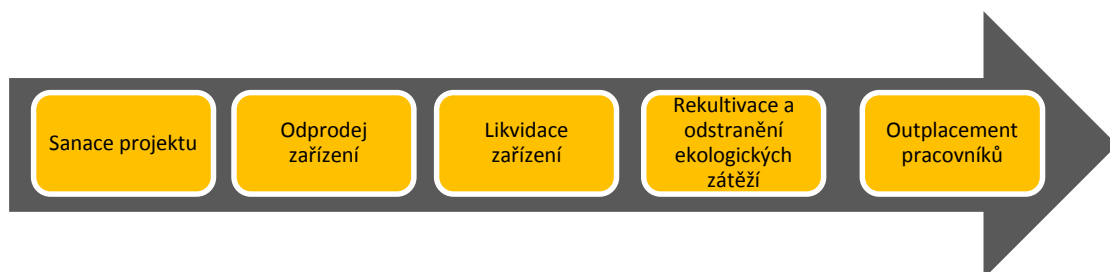 Sanace projektu
Odprodej
zařízení
Likvidace
zařízení
Rekultivace a
odstranění
ekologických
zátěží
Outplacement
pracovníků